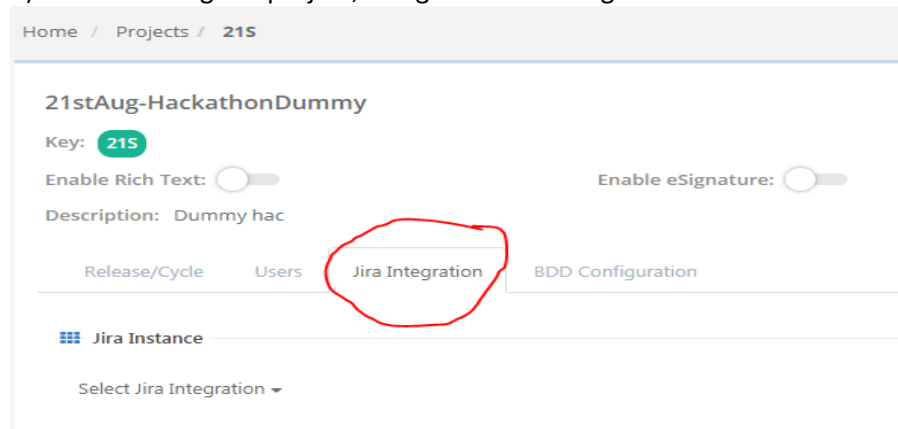 Home / Projects / 21S
21stAug-HackathonDummy
Key: 21S
Enable Rich Text: Enable eSignature:
Description: Dummy hac
Release/Cycle Users Jira Integration BDD Configuration
Jira Instance
Select Jira Integration